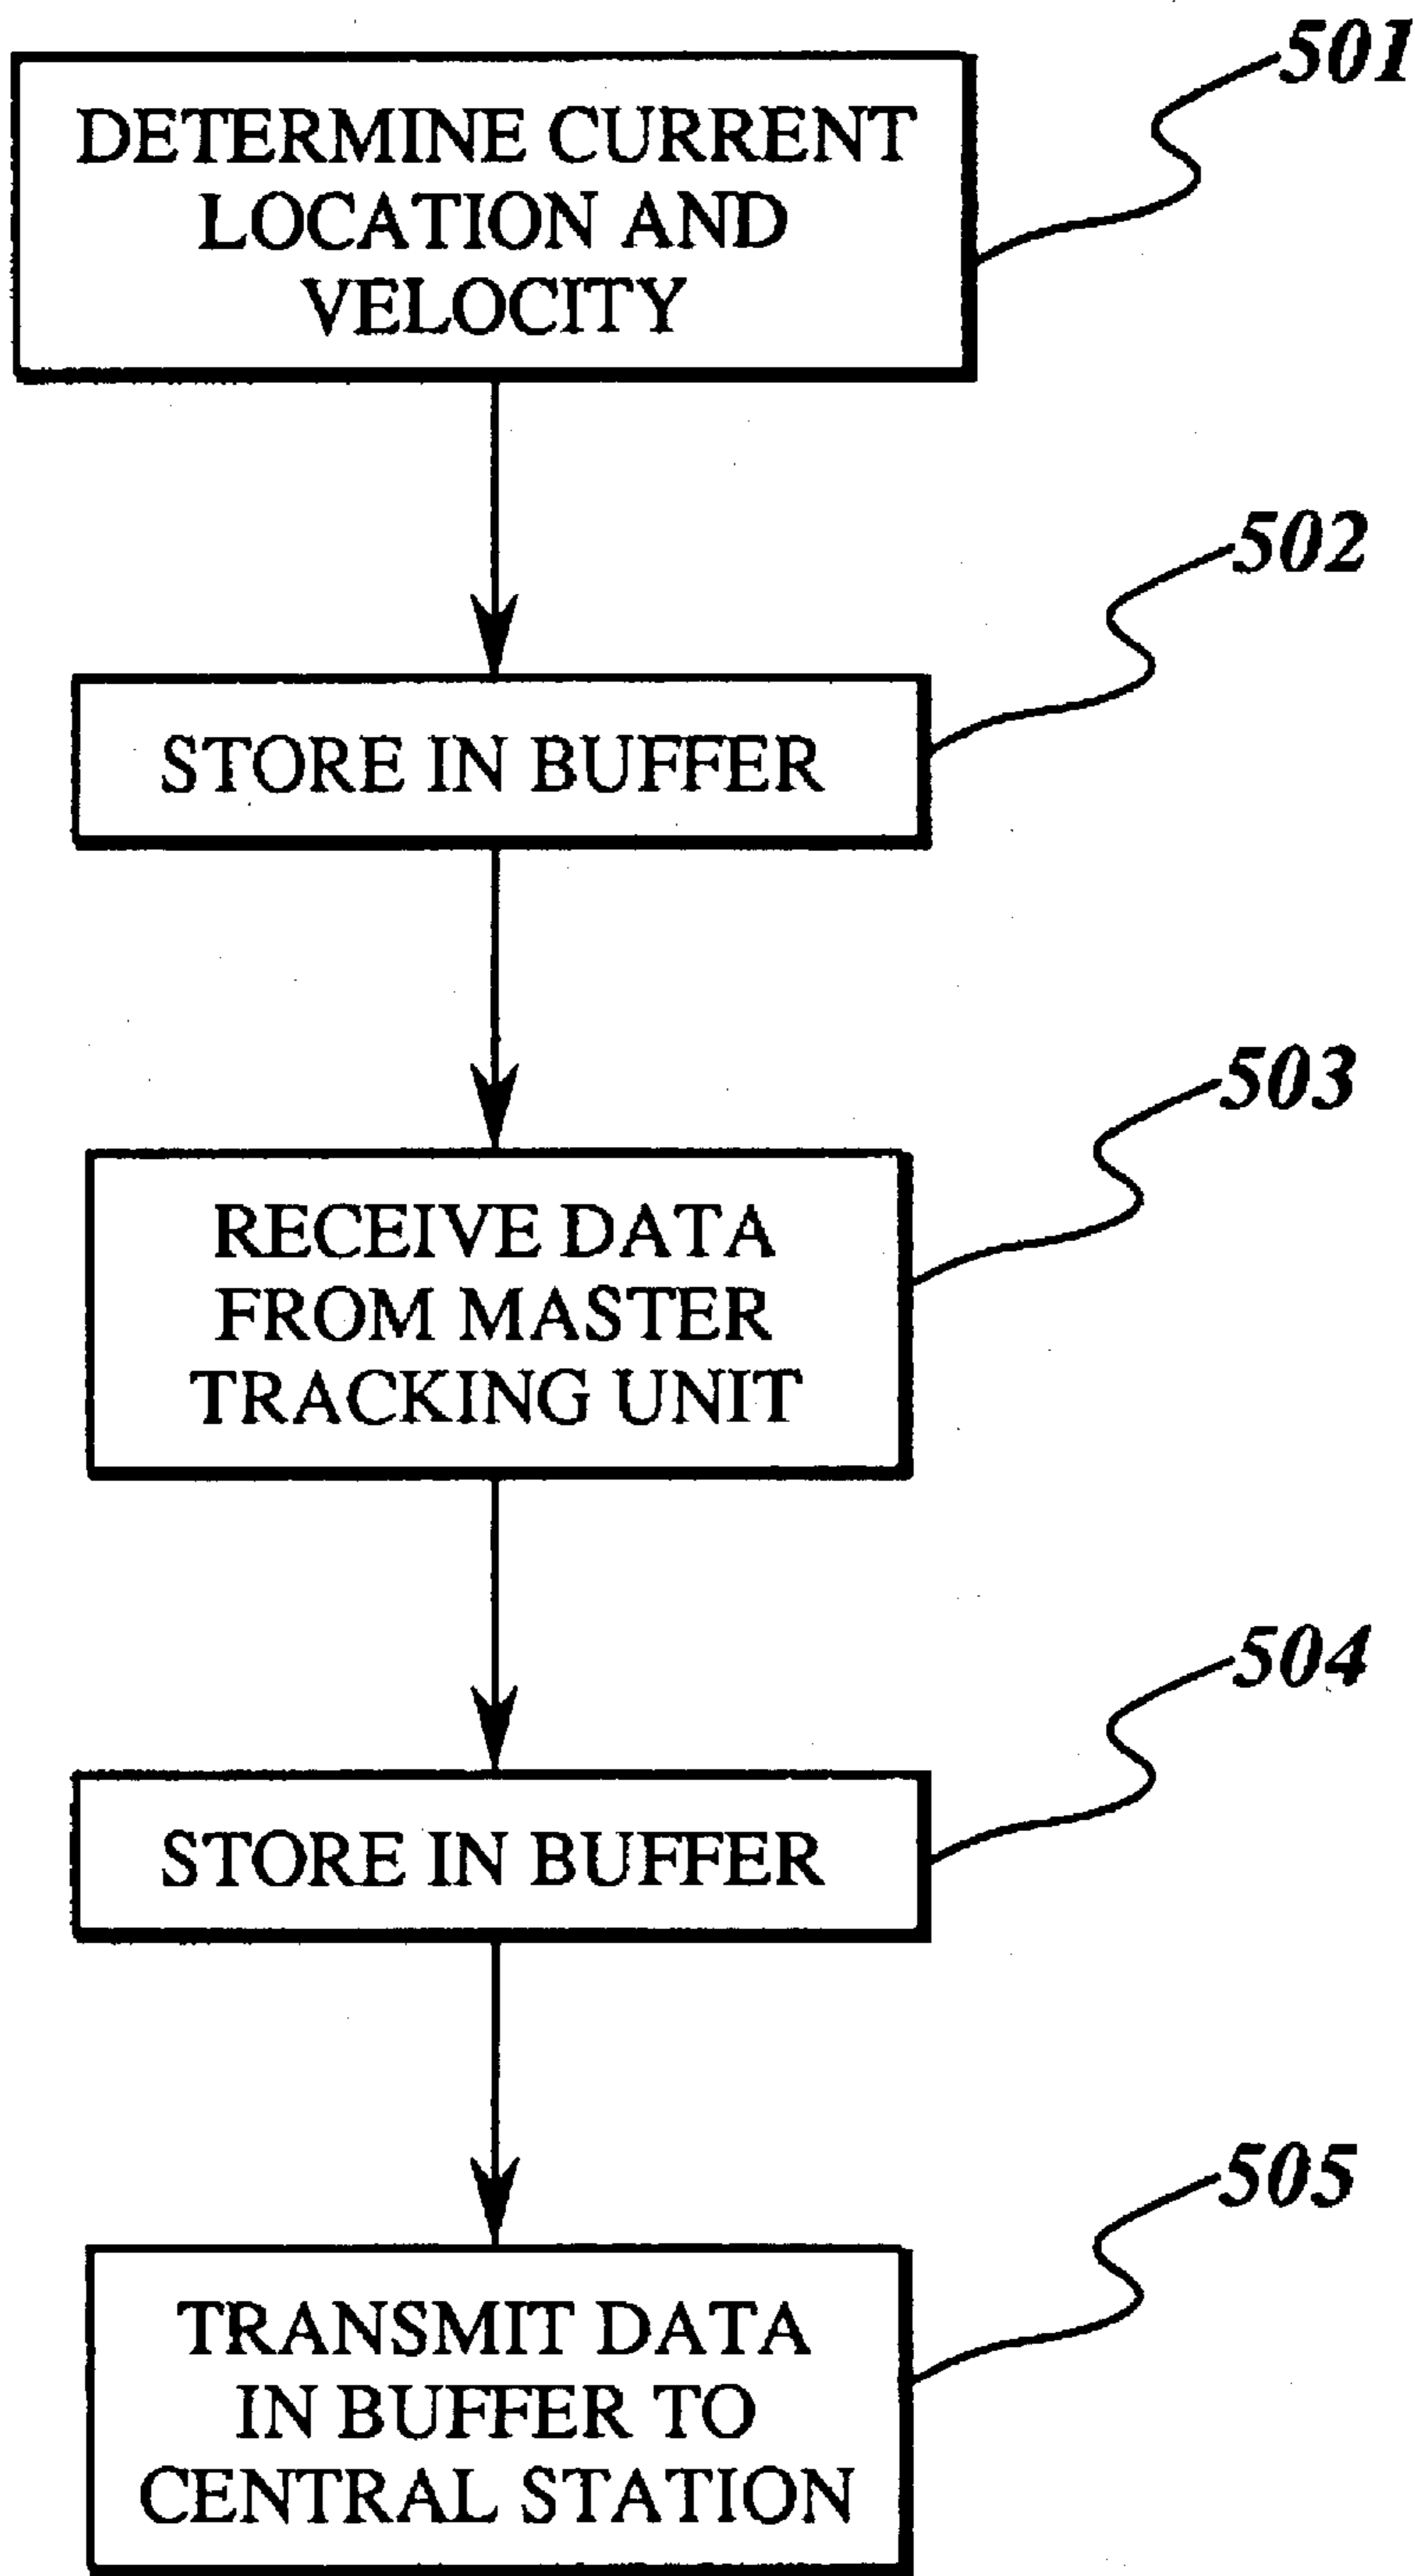 501
DETERMINE CURRENT
LOCATION AND
VELOCITY
502
STORE IN BUFFER
503
RECEIVE DATA
FROM MASTER
TRACKING UNIT
504
STORE IN BUFFER
505
TRANSMIT DATA
IN BUFFER TO
CENTRAL STATION